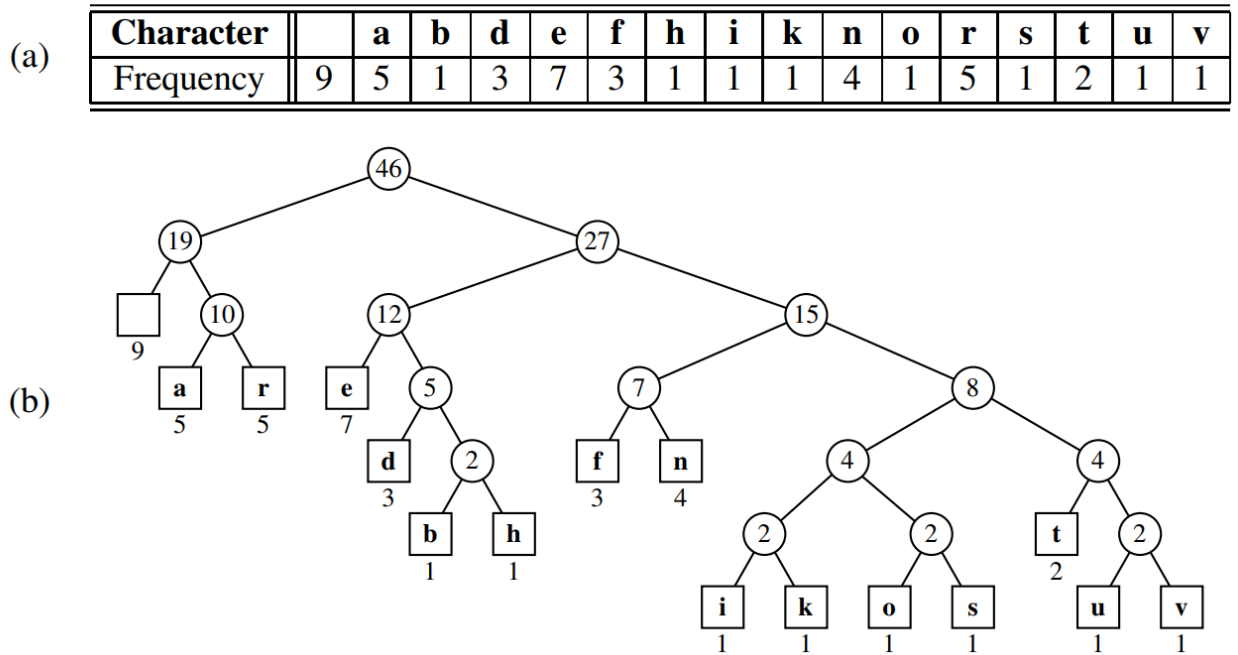 (a)
Character a b d e f h i k n o r s t u v
Frequency 9 5 1 3 7 3 1 1 1 4 1 5 1 2 1 1
46
19 27
10 12 15
9
a r e 5 7 8
5 5 7
(b)
d 2 f n 4 4
3 3 4
b h 2 2 t 2
1 1 2
i k o s u v
1 1 1 1 1 1